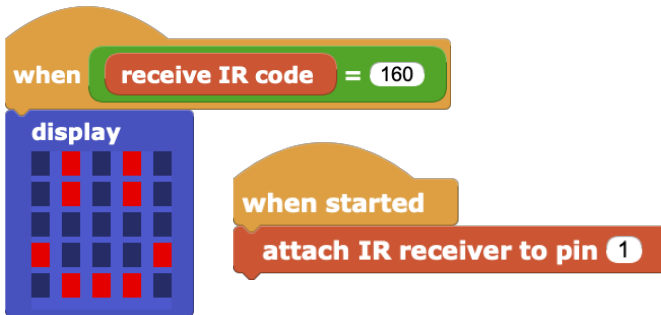 when receive IR code = 160
display
when started
attach IR receiver to pin 1